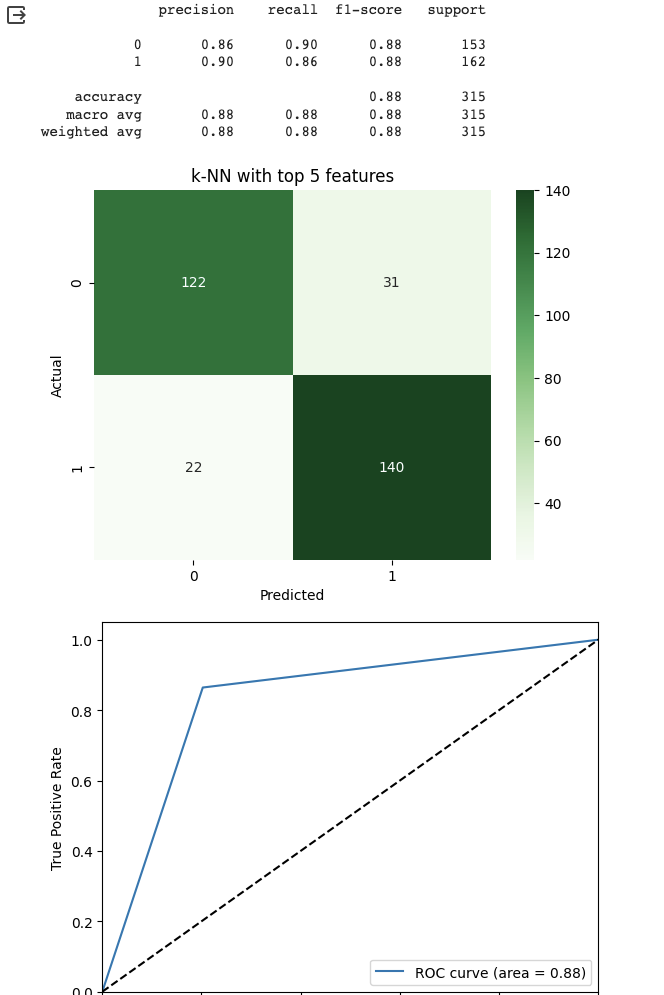 precision recall f1-score support
0 0.86 0.90 0.88 153
1 0.90 0.86 0.88 162
accuracy 0.88 315
macro avg 0.88 0.88 0.88 315
weighted avg 0.88 0.88 0.88 315
k-NN with top 5 features
140
120
100
80
60
40
Actual
0
122 31
1
22 140
0 1
Predicted
True Positive Rate
1.0
0.8
0.6
0.4
0.2
0.0
ROC curve (area = 0.88)